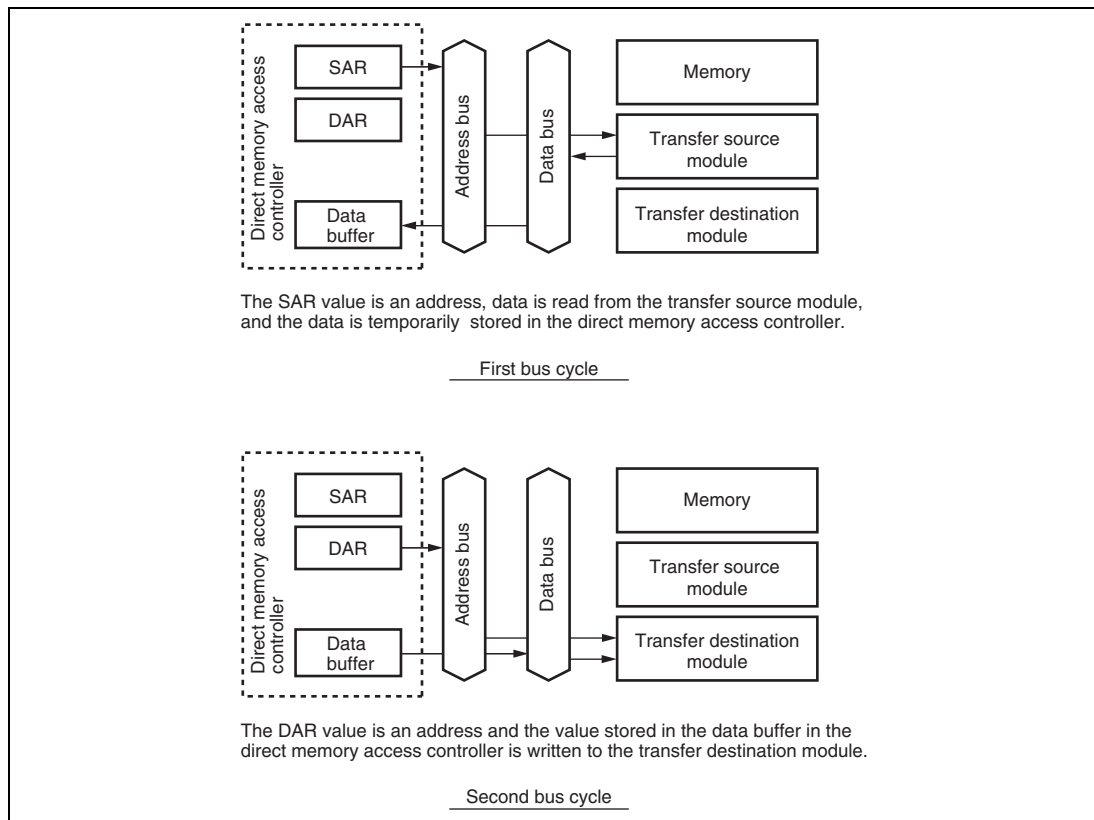 Direct memory access
controller
SAR
DAR
Data
buffer
Address bus
Data bus
Memory
Transfer source
module
Transfer destination
module
The SAR value is an address, data is read from the transfer source module,
and the data is temporarily stored in the direct memory access controller.
First bus cycle
Direct memory access
controller
SAR
DAR
Data
buffer
Address bus
Data bus
Memory
Transfer source
module
Transfer destination
module
The DAR value is an address and the value stored in the data buffer in the
direct memory access controller is written to the transfer destination module.
Second bus cycle